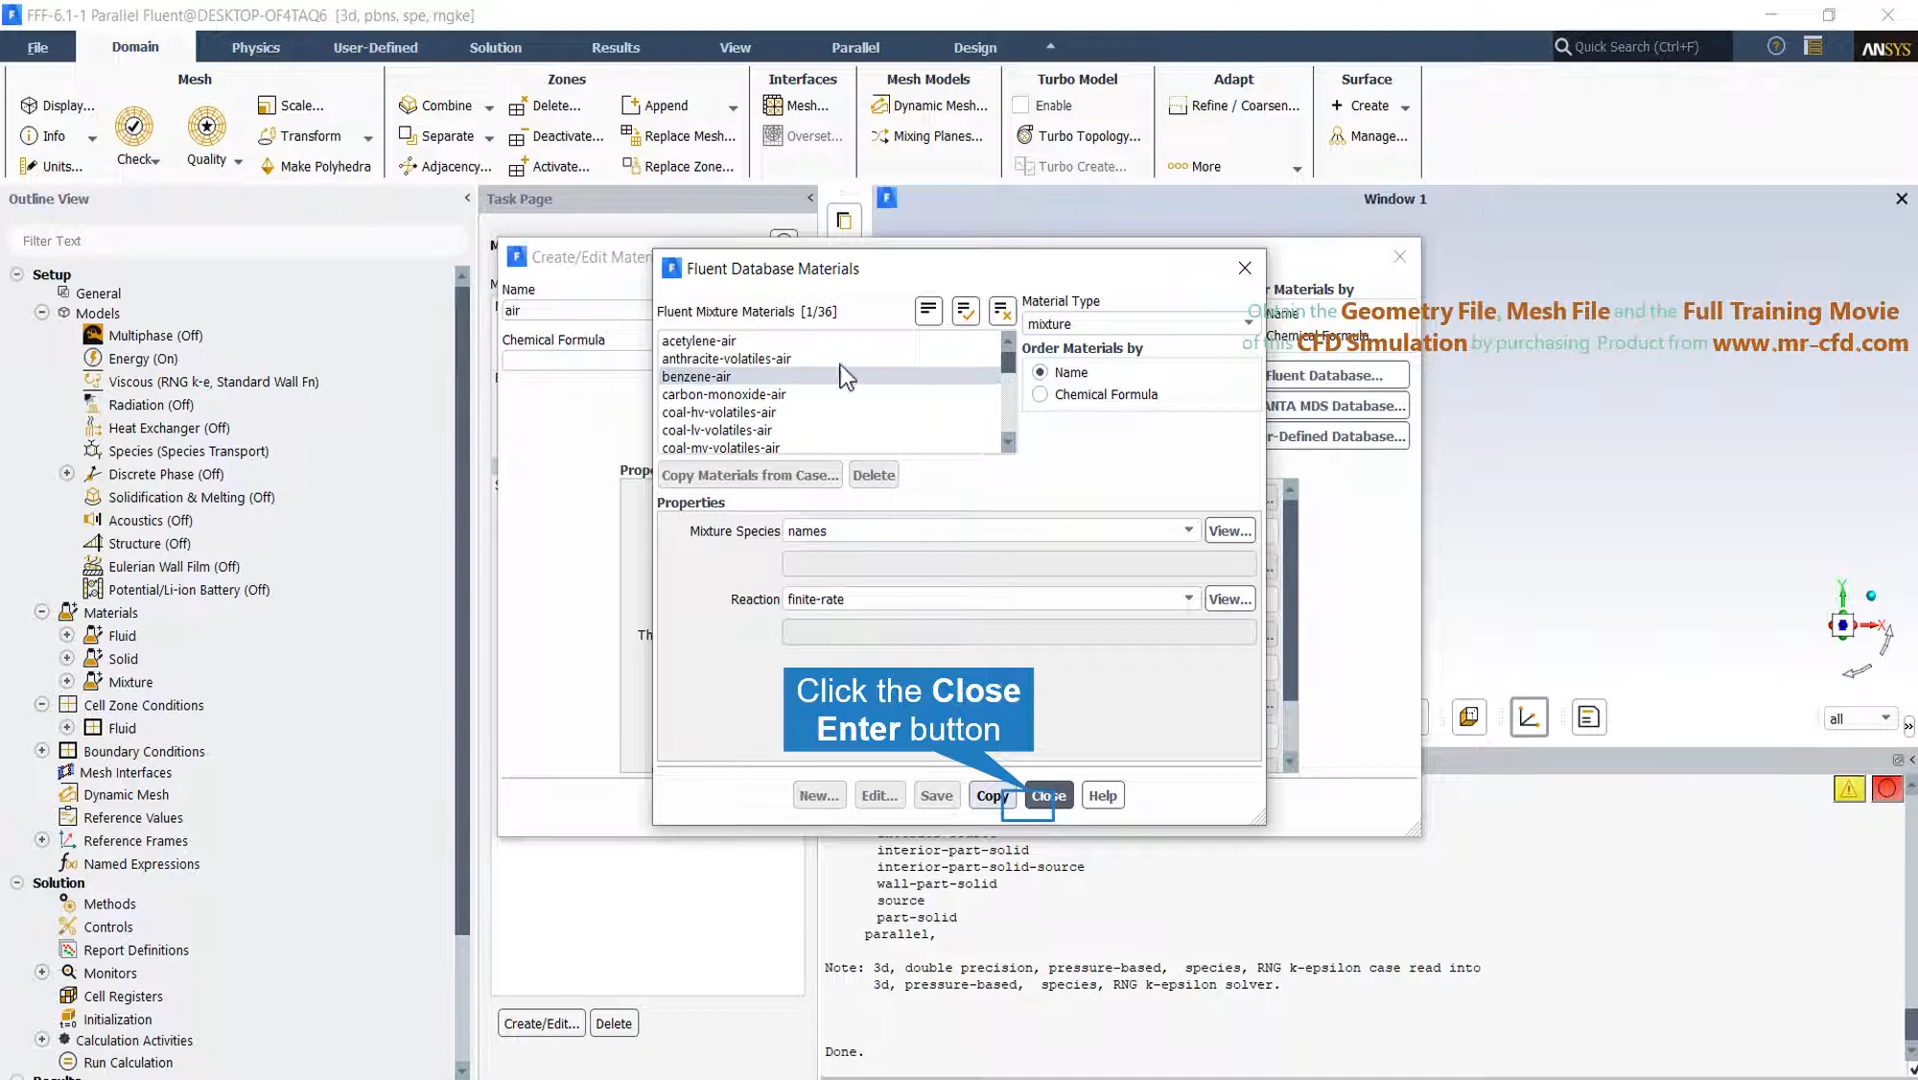 FFF-6.1-1 Parallel Fluent@DESKTOP-OF4TAQ6 [3d, pbns, spe, rngke]
File
Domain
Physics
User-Defined
Solution
Results
View
Parallel
Design
Quick Search (Ctrl+F)
ANSYS
Mesh
Zones
Interfaces
Mesh Models
Turbo Model
Adapt
Surface
Display...
Info
Units...
Check
Quality
Scale...
Transform
Make Polyhedra
Combine
Separate
Adjacency...
Delete...
Deactivate...
Activate...
Append
Replace Mesh...
Replace Zone...
Mesh...
Overset...
Dynamic Mesh...
Mixing Planes...
Enable
Turbo Topology...
Turbo Create...
Refine / Coarsen...
More
Create
Manage...
Outline View
Filter Text
Setup
General
Models
Multiphase (Off)
Energy (On)
Viscous (RNG k-e, Standard Wall Fn)
Radiation (Off)
Heat Exchanger (Off)
Species (Species Transport)
Discrete Phase (Off)
Solidification & Melting (Off)
Acoustics (Off)
Structure (Off)
Eulerian Wall Film (Off)
Potential/Li-ion Battery (Off)
Materials
Fluid
Solid
Mixture
Cell Zone Conditions
Fluid
Boundary Conditions
Mesh Interfaces
Dynamic Mesh
Reference Values
Reference Frames
Named Expressions
Solution
Methods
Controls
Report Definitions
Monitors
Cell Registers
Initialization
Calculation Activities
Run Calculation
Task Page
Create/Edit...
Delete
Window 1
Create/Edit Mater
Name
air
Chemical Formula
Prop
Th
r Materials by
Name
Chemical Formula
Fluent Database...
ANTA MDS Database...
r-Defined Database...
Fluent Database Materials
Fluent Mixture Materials [1/36]
acetylene-air
anthracite-volatiles-air
benzene-air
carbon-monoxide-air
coal-hv-volatiles-air
coal-lv-volatiles-air
coal-mv-volatiles-air
Copy Materials from Case...
Delete
Material Type
mixture
Order Materials by
Name
Chemical Formula
Properties
Mixture Species
names
View...
Reaction
finite-rate
View...
New...
Edit...
Save
Copy
Close
Help
Click the Close
Enter button
Obtain the Geometry File, Mesh File and the Full Training Movie
of this CFD Simulation by purchasing Product from www.mr-cfd.com
all
interior-part-solid
interior-part-solid-source
wall-part-solid
source
part-solid
parallel,
Note: 3d, double precision, pressure-based, species, RNG k-epsilon case read into
3d, pressure-based, species, RNG k-epsilon solver.
Done.